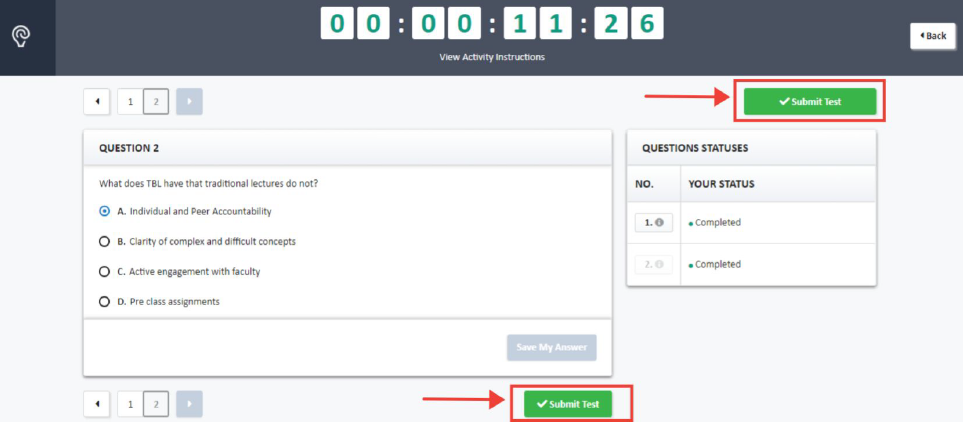 00:00:11:26
Back
View Activity Instructions
1 2
Submit Test
QUESTION 2
What does TBL have that traditional lectures do not?
A. Individual and Peer Accountability
B. Clarity of complex and difficult concepts
C. Active engagement with faculty
D. Pre class assignments
Save My Answer
QUESTIONS STATUSES
NO. YOUR STATUS
1. Completed
2. Completed
1 2
Submit Test